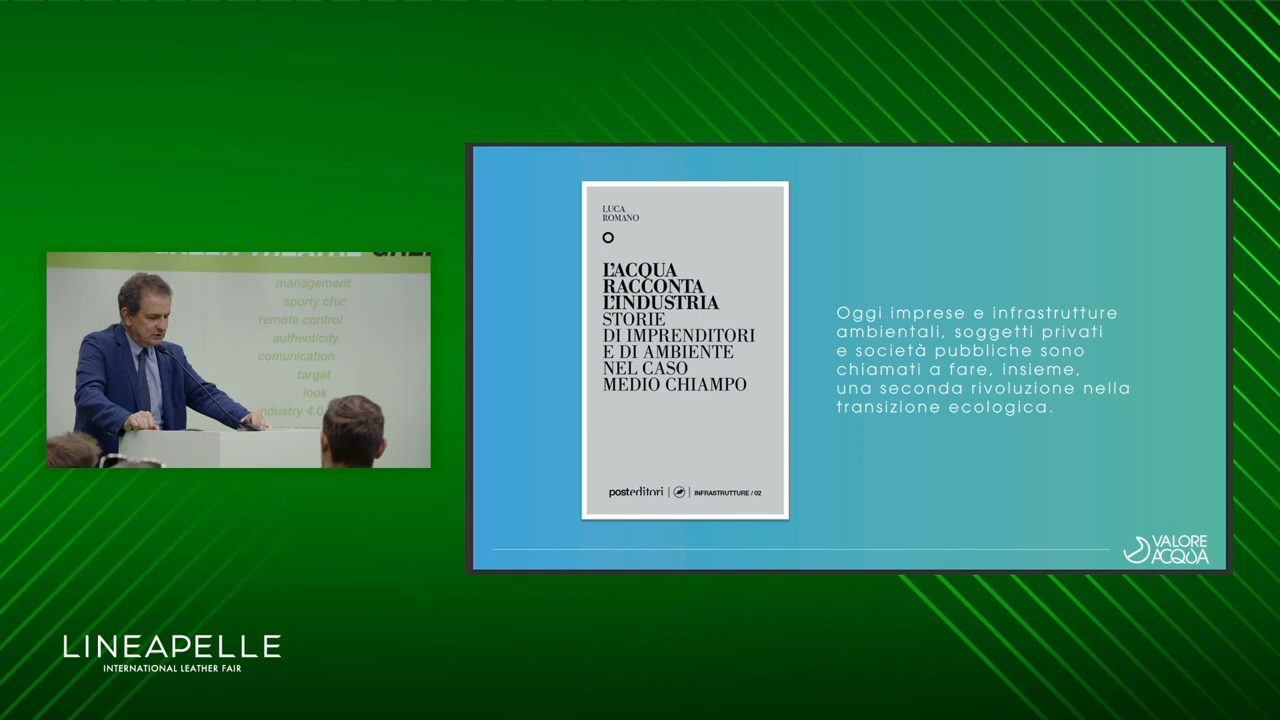 management
sporty chic
remote control
authenticity
comunication
target
look
industry 4.0
LUCA
ROMANO
L'ACQUA
RACCONTA
L'INDUSTRIA
STORIE
DI IMPRENDITORI
E DI AMBIENTE
NEL CASO
MEDIO CHIAMPO
posteditori | | INFRASTRUTTURE / 02
Oggi imprese e infrastrutture
ambientali, soggetti privati
e società pubbliche sono
chiamati a fare, insieme,
una seconda rivoluzione nella
transizione ecologica.
VALORE
ACQUA
LINEAPELLE
INTERNATIONAL LEATHER FAIR